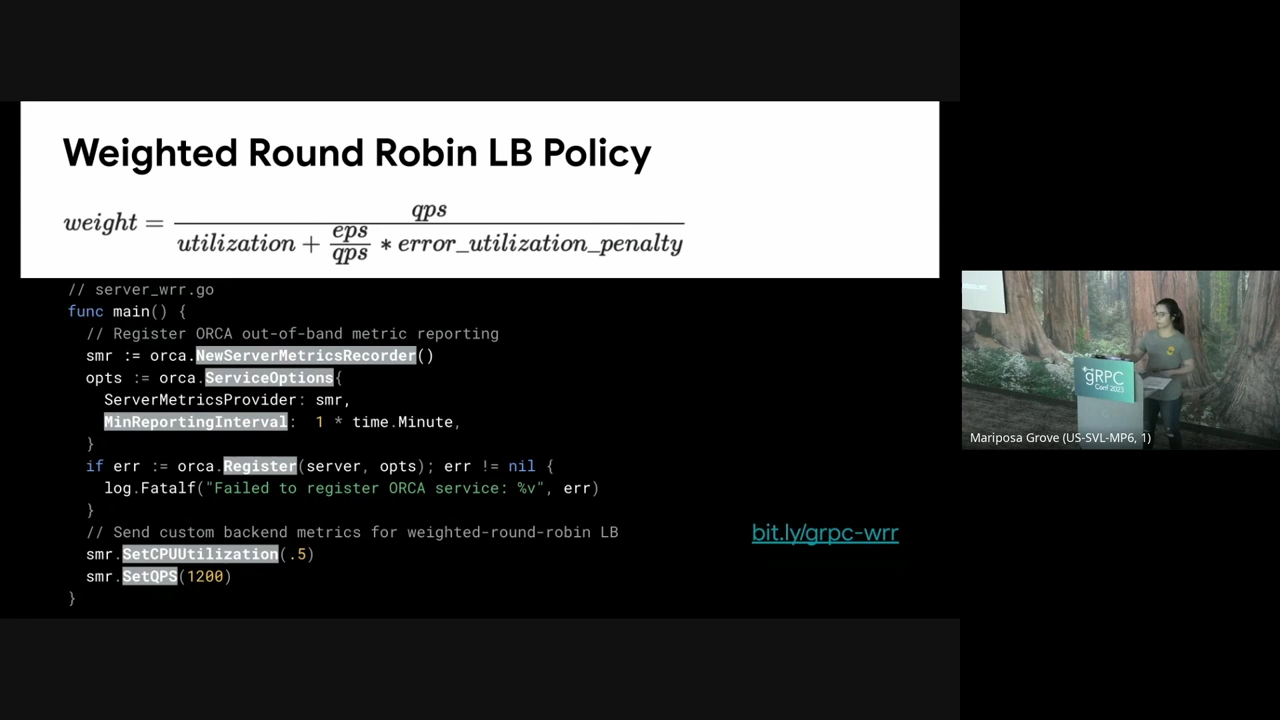 Weighted Round Robin LB Policy
weight = qps / (utilization + eps/qps * error_utilization_penalty)
// server_wrr.go
func main() {
// Register ORCA out-of-band metric reporting
smr := orca.NewServerMetricsRecorder()
opts := orca.ServiceOptions{
ServerMetricsProvider: smr,
MinReportingInterval: 1 * time.Minute,
}
if err := orca.Register(server, opts); err != nil {
log.Fatalf("Failed to register ORCA service: %v", err)
}
// Send custom backend metrics for weighted-round-robin LB
smr.SetCPUUtilization(.5)
smr.SetQPS(1200)
}
bit.ly/grpc-wrr
gRPC
Conf 2023
Mariposa Grove (US-SVL-MP6, 1)